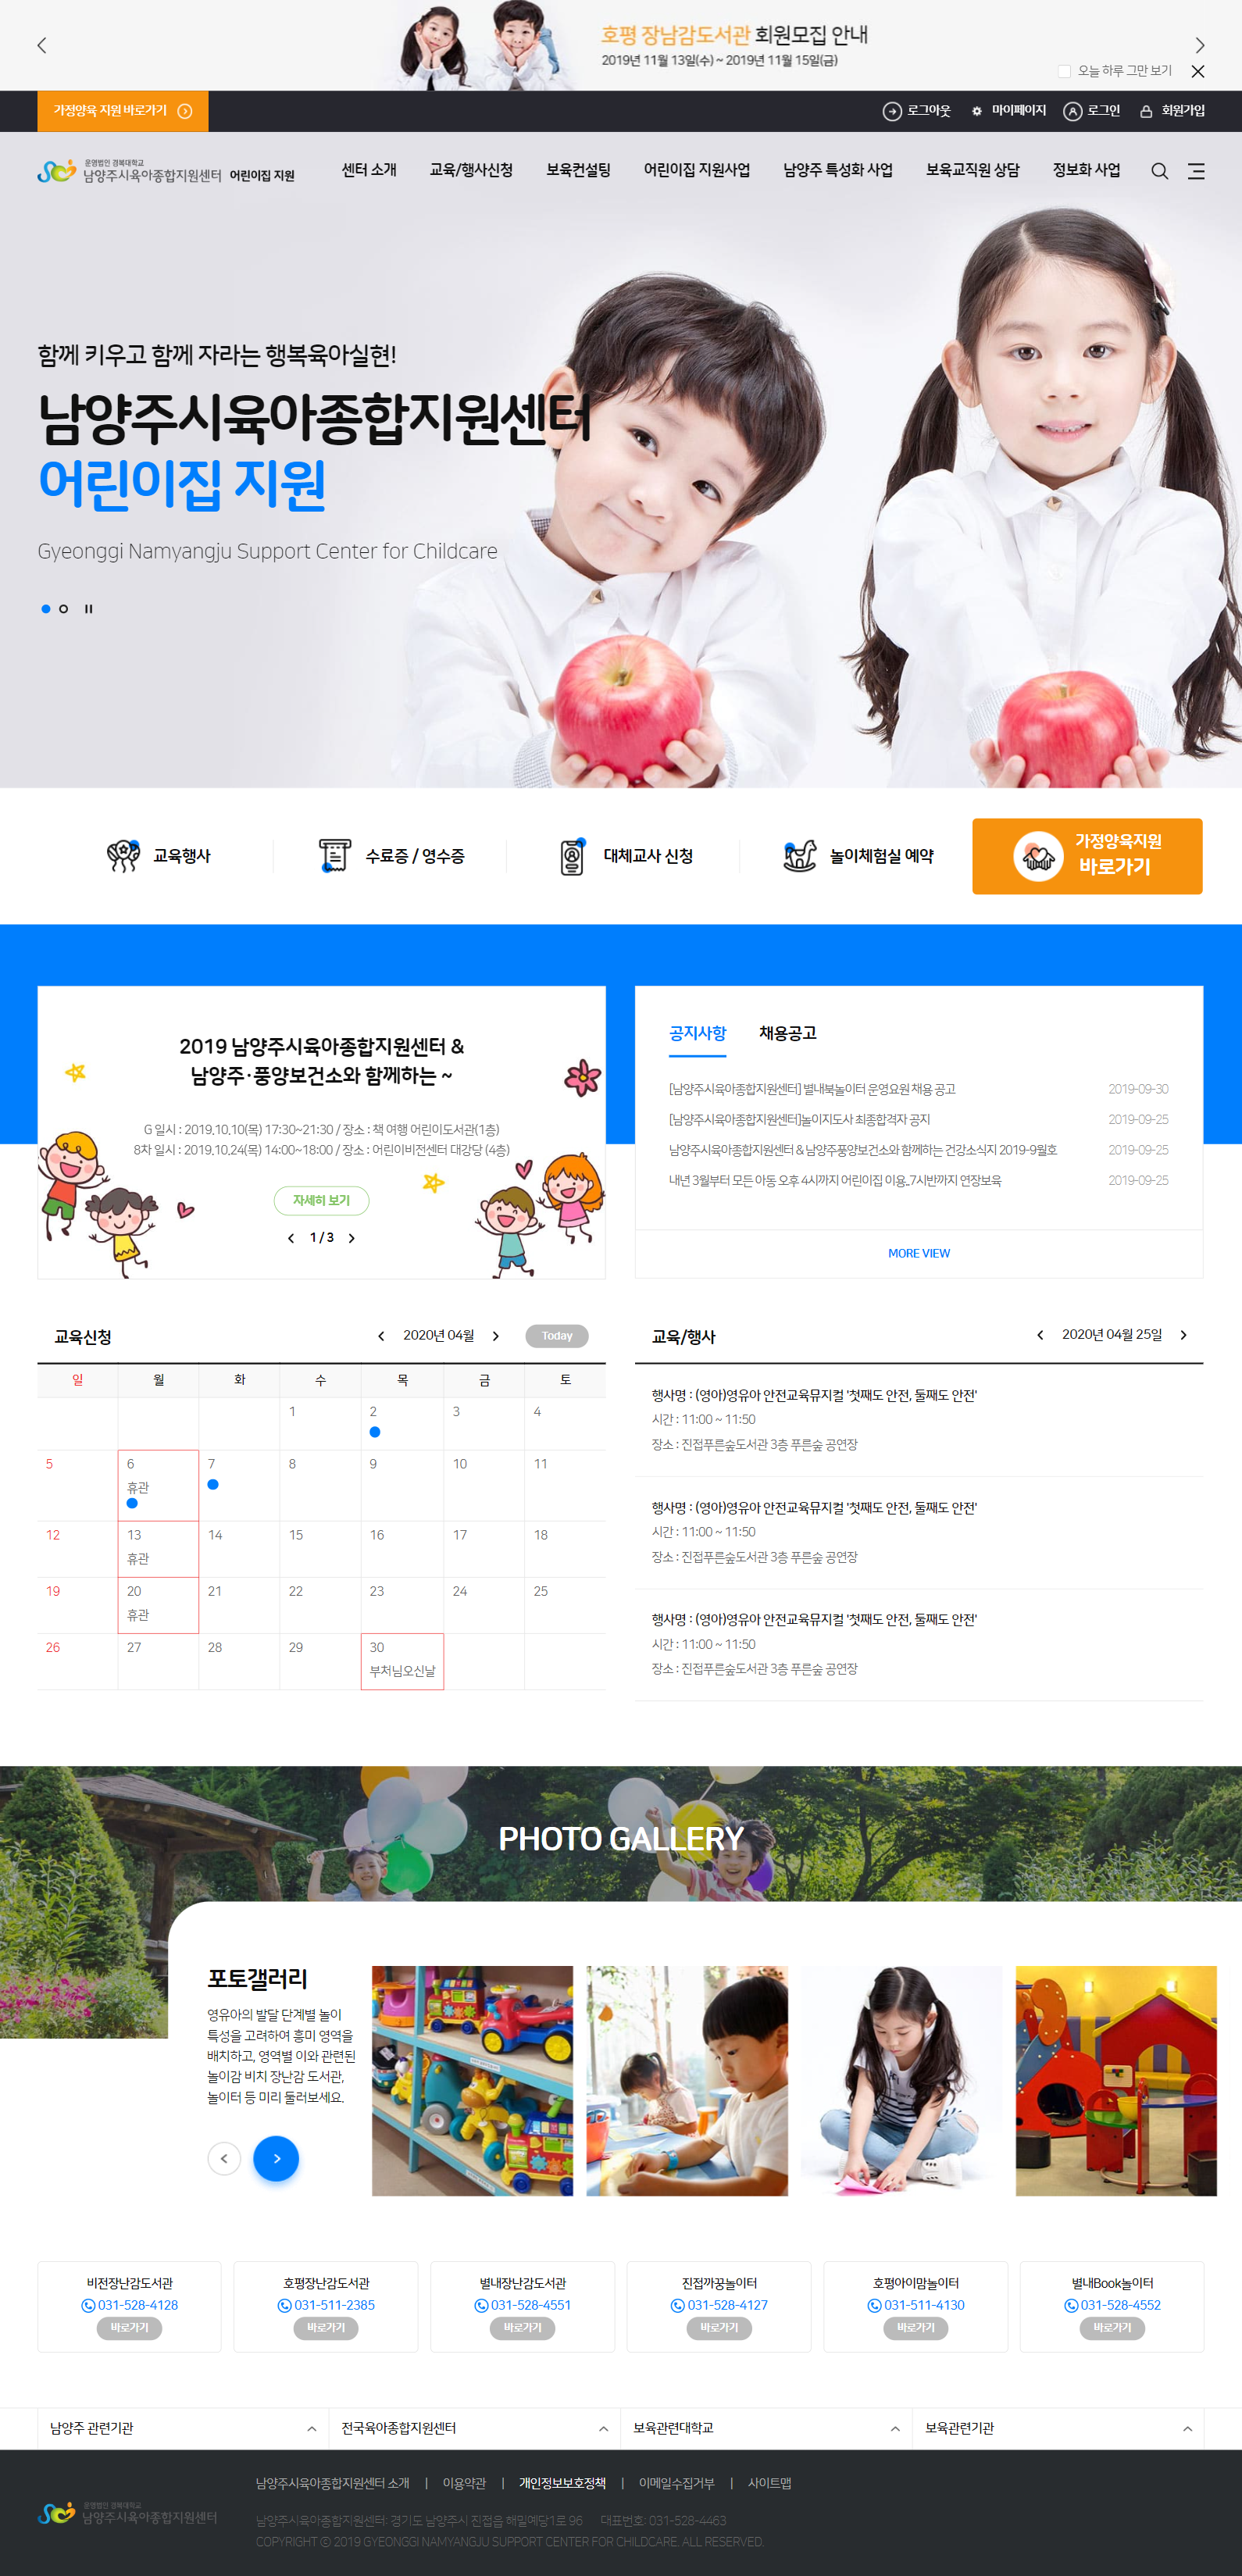 호평 장남감도서관 회원모집 안내
2019년 11월 13일(수) ~ 2019년 11월 15일(금)
오늘 하루 그만 보기
가정양육 지원 바로가기
로그아웃
마이페이지
로그인
회원가입
운영법인 경복대학교
남양주시육아종합지원센터 어린이집 지원
센터 소개
교육/행사신청
보육컨설팅
어린이집 지원사업
남양주 특성화 사업
보육교직원 상담
정보화 사업
함께 키우고 함께 자라는 행복육아실현!
남양주시육아종합지원센터
어린이집 지원
Gyeonggi Namyangju Support Center for Childcare
교육행사
수료증 / 영수증
대체교사 신청
놀이체험실 예약
가정양육지원
바로가기
2019 남양주시육아종합지원센터 &
남양주·풍양보건소와 함께하는 ~
G 일시 : 2019.10.10(목) 17:30~21:30 / 장소 : 책 여행 어린이도서관(1층)
8차 일시 : 2019.10.24(목) 14:00~18:00 / 장소 : 어린이비전센터 대강당 (4층)
자세히 보기
1 / 3
공지사항
채용공고
[남양주시육아종합지원센터] 별내북놀이터 운영요원 채용 공고 2019-09-30
[남양주시육아종합지원센터]놀이지도사 최종합격자 공지 2019-09-25
남양주시육아종합지원센터 & 남양주풍양보건소와 함께하는 건강소식지 2019-9월호 2019-09-25
내년 3월부터 모든 아동 오후 4시까지 어린이집 이용..7시반까지 연장보육 2019-09-25
MORE VIEW
교육신청
2020년 04월
Today
일 월 화 수 목 금 토
1 2 3 4
5 6 7 8 9 10 11
휴관
12 13 14 15 16 17 18
휴관
19 20 21 22 23 24 25
휴관
26 27 28 29 30
부처님오신날
교육/행사
2020년 04월 25일
행사명 : (영아)영유아 안전교육뮤지컬 '첫째도 안전, 둘째도 안전'
시간 : 11:00 ~ 11:50
장소 : 진접푸른숲도서관 3층 푸른숲 공연장
행사명 : (영아)영유아 안전교육뮤지컬 '첫째도 안전, 둘째도 안전'
시간 : 11:00 ~ 11:50
장소 : 진접푸른숲도서관 3층 푸른숲 공연장
행사명 : (영아)영유아 안전교육뮤지컬 '첫째도 안전, 둘째도 안전'
시간 : 11:00 ~ 11:50
장소 : 진접푸른숲도서관 3층 푸른숲 공연장
PHOTO GALLERY
포토갤러리
영유아의 발달 단계별 놀이
특성을 고려하여 흥미 영역을
배치하고, 영역별 이와 관련된
놀이감 비치 장난감 도서관,
놀이터 등 미리 둘러보세요.
비전장난감도서관
031-528-4128
바로가기
호평장난감도서관
031-511-2385
바로가기
별내장난감도서관
031-528-4551
바로가기
진접까꿍놀이터
031-528-4127
바로가기
호평아이맘놀이터
031-511-4130
바로가기
별내Book놀이터
031-528-4552
바로가기
남양주 관련기관
전국육아종합지원센터
보육관련대학교
보육관련기관
남양주시육아종합지원센터 소개 | 이용약관 | 개인정보보호정책 | 이메일수집거부 | 사이트맵
운영법인 경복대학교
남양주시육아종합지원센터
남양주시육아종합지원센터: 경기도 남양주시 진접읍 해밀예당1로 96 대표번호: 031-528-4463
COPYRIGHT ⓒ 2019 GYEONGGI NAMYANGJU SUPPORT CENTER FOR CHILDCARE. ALL RESERVED.